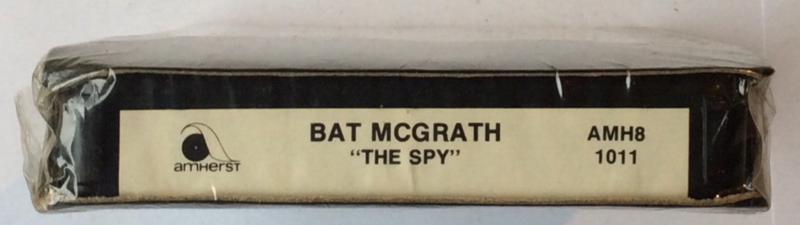 BAT MCGRATH
"THE SPY"
AMH8
1011
amHerst